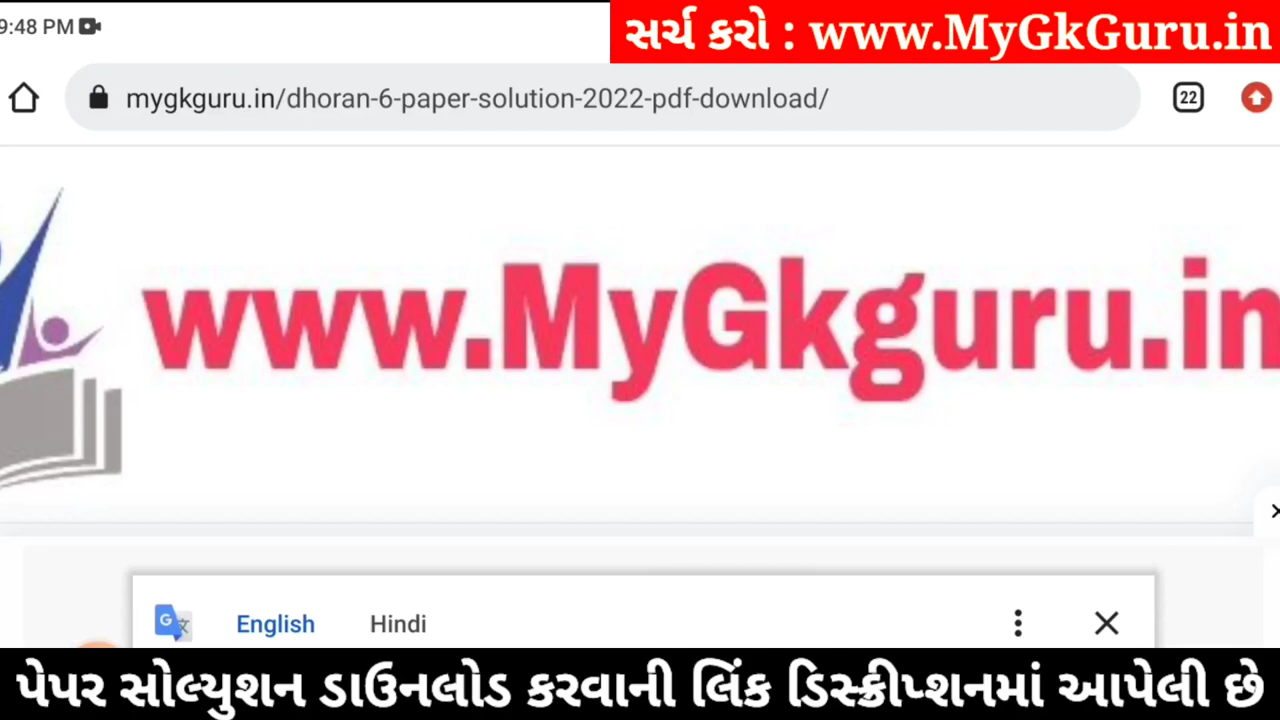 9:48 PM
સર્ચ કરો : www.MyGkGuru.in
mygkguru.in/dhoran-6-paper-solution-2022-pdf-download/
22
www.MyGkguru.in
English Hindi
પેપર સોલ્યુશન ડાઉનલોડ કરવાની લિંક ડિસ્ક્રીપ્શનમાં આપેલી છે